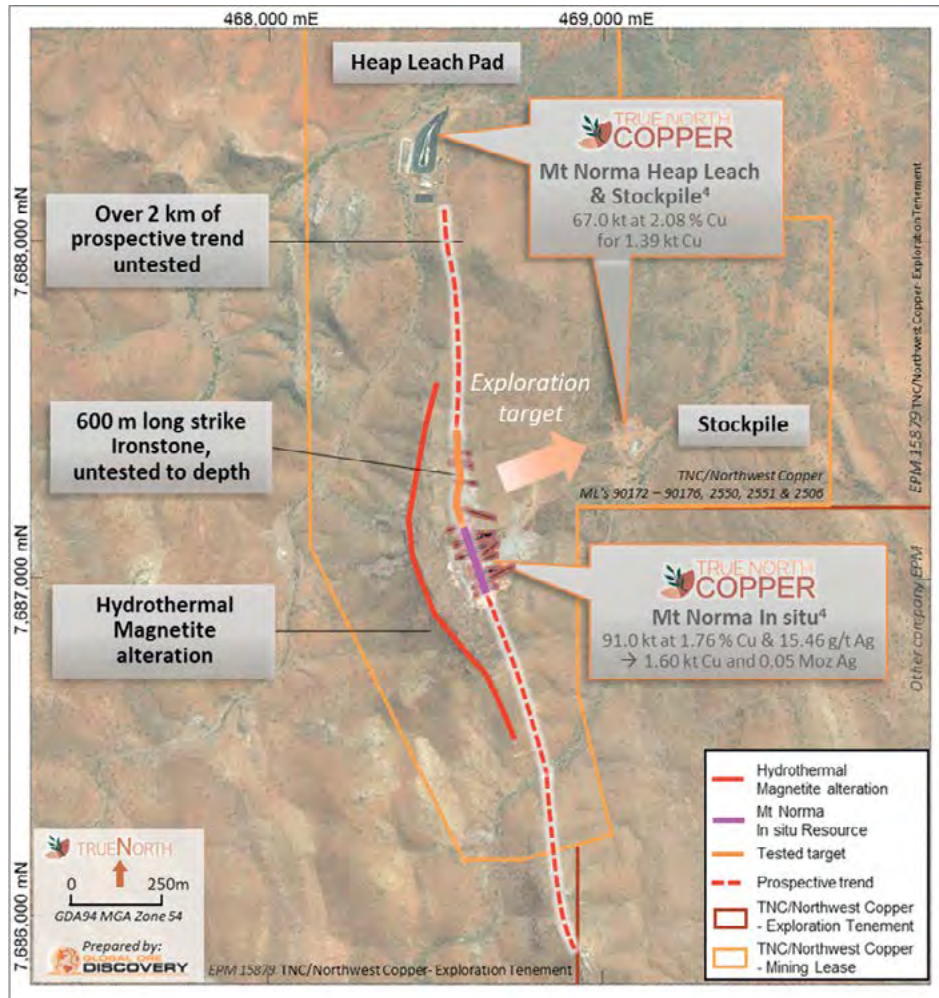 468,000 mE
469,000 mE
Heap Leach Pad
TRUE NORTH
COPPER
Mt Norma Heap Leach
& Stockpile⁴
67.0 kt at 2.08 % Cu
for 1.39 kt Cu
Over 2 km of
prospective trend
untested
7,688,000 mN
EPM 15879 TNC/Northwest Copper- Exploration Tenement
Exploration
target
600 m long strike
Ironstone,
untested to depth
Stockpile
TNC/Northwest Copper
ML's 90172 – 90176, 2550, 2551 & 2506
7,687,000 mN
TRUE NORTH
COPPER
Mt Norma In situ⁴
91.0 kt at 1.76 % Cu & 15.46 g/t Ag
→ 1.60 kt Cu and 0,05 Moz Ag
Hydrothermal
Magnetite
alteration
Other company EPM
Hydrothermal
Magnetite alteration
Mt Norma
In situ Resource
Tested target
Prospective trend
TNC/Northwest Copper
- Exploration Tenement
TNC/Northwest Copper
- Mining Lease
TRUENORTH
0 250m
GDA94 MGA Zone 54
Prepared by:
GLOBAL ORE
DISCOVERY
7,686,000 mN
EPM 15879. TNC/Northwest Copper- Exploration Tenement